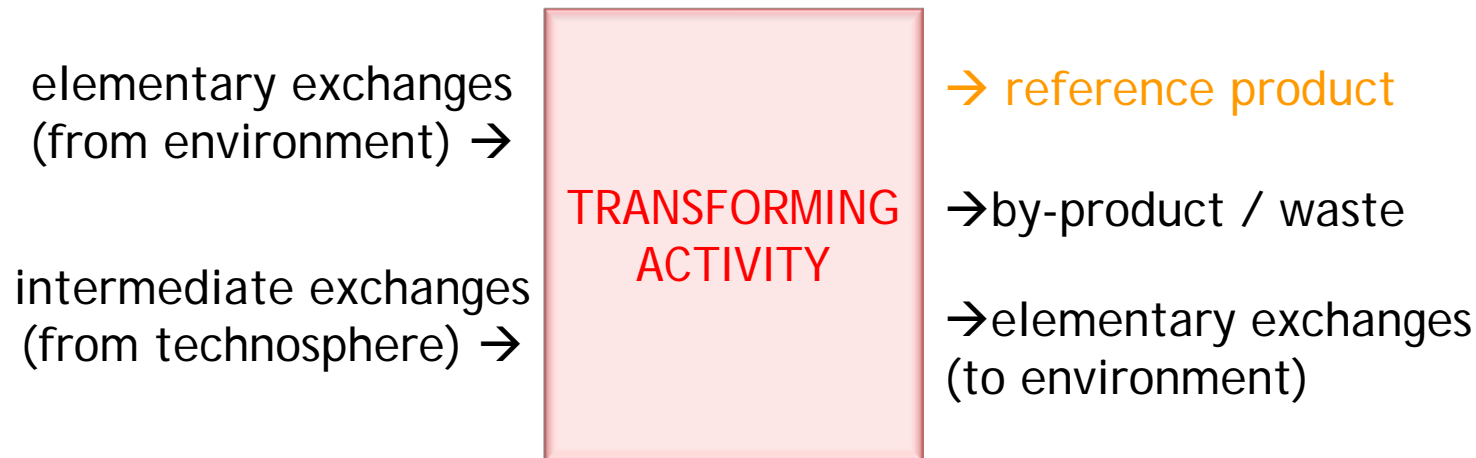 elementary exchanges
(from environment) →
intermediate exchanges
(from technosphere) →
TRANSFORMING
ACTIVITY
→ reference product
→by-product / waste
→elementary exchanges
(to environment)